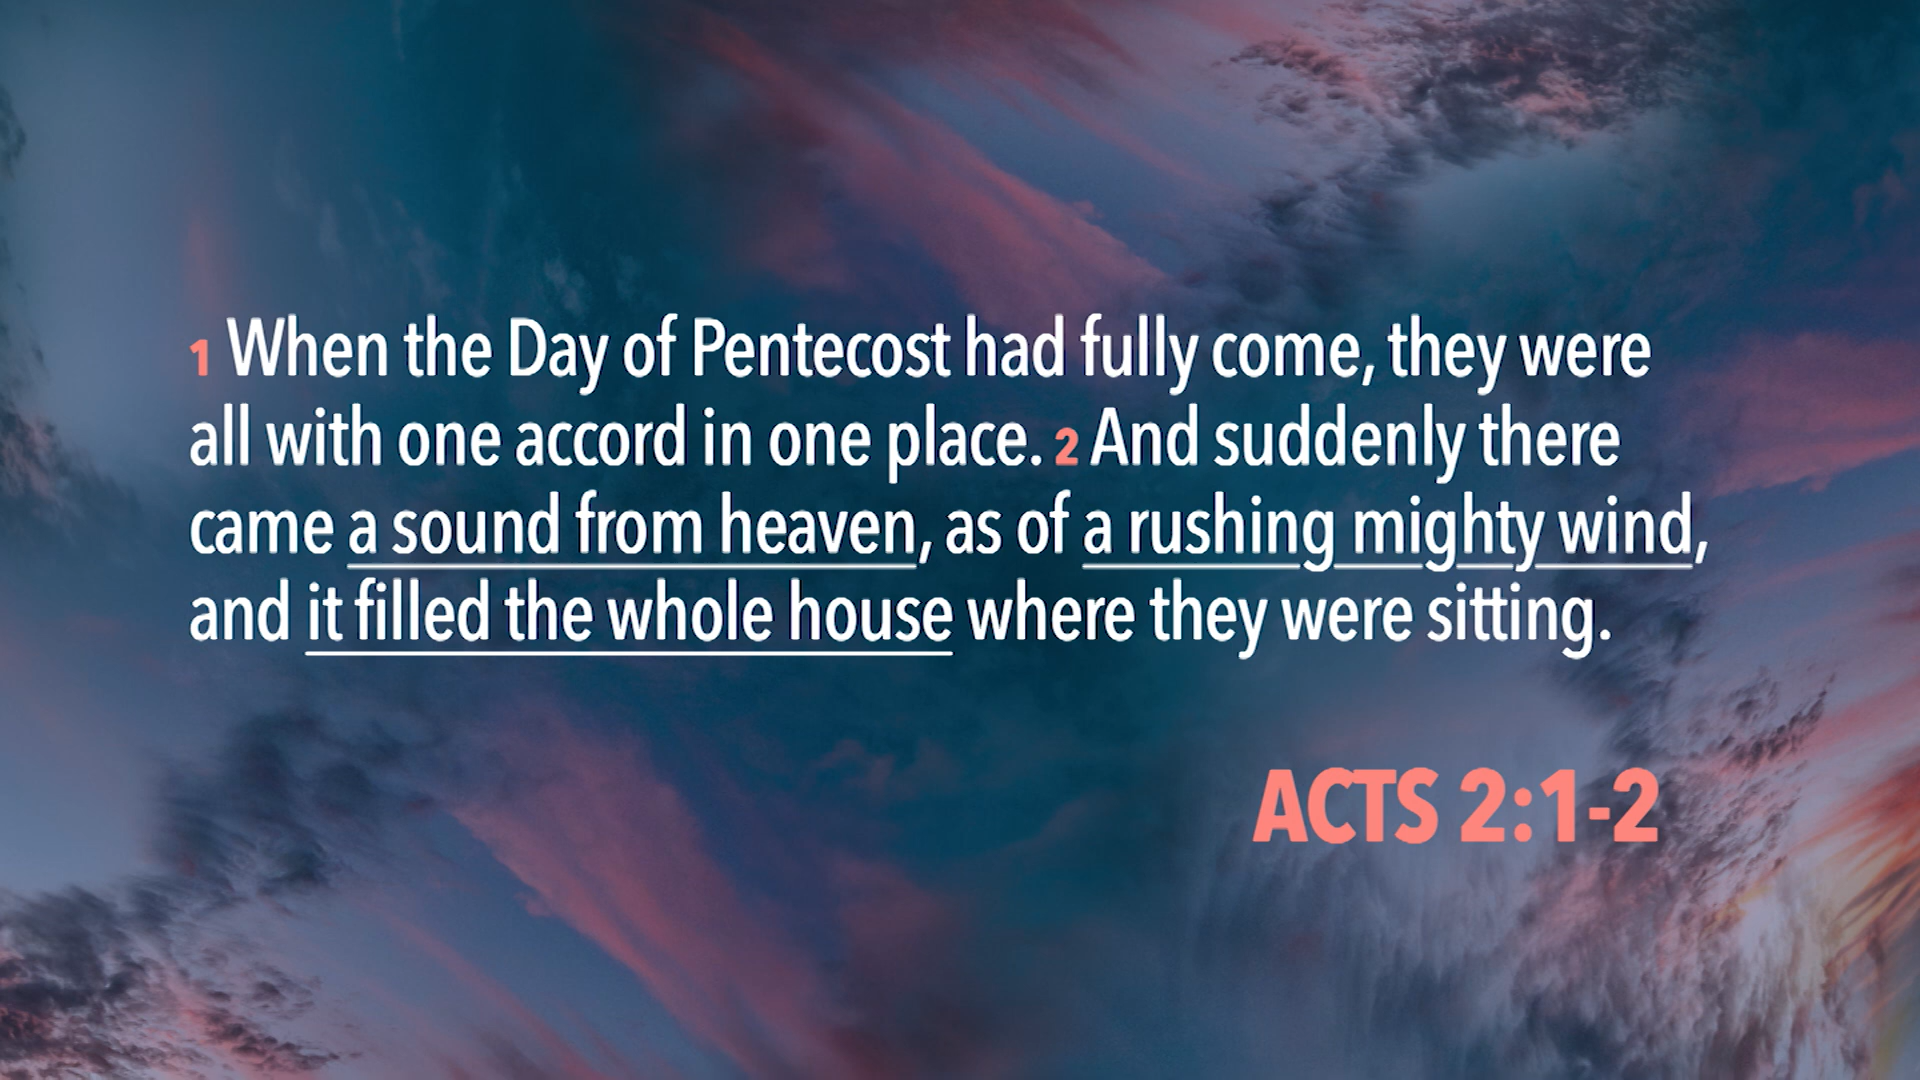 1 When the Day of Pentecost had fully come, they were
all with one accord in one place. 2 And suddenly there
came a sound from heaven, as of a rushing mighty wind,
and it filled the whole house where they were sitting.
ACTS 2:1-2